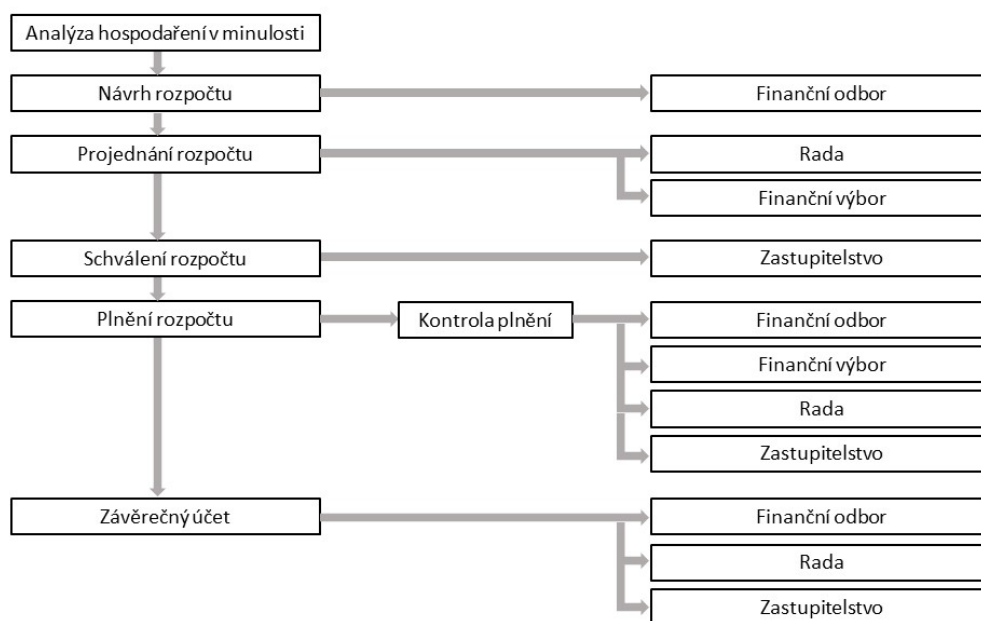 Analýza hospodaření v minulosti
Návrh rozpočtu
Finanční odbor
Projednání rozpočtu
Rada
Finanční výbor
Schválení rozpočtu
Zastupitelstvo
Plnění rozpočtu
Kontrola plnění
Finanční odbor
Finanční výbor
Rada
Zastupitelstvo
Závěrečný účet
Finanční odbor
Rada
Zastupitelstvo